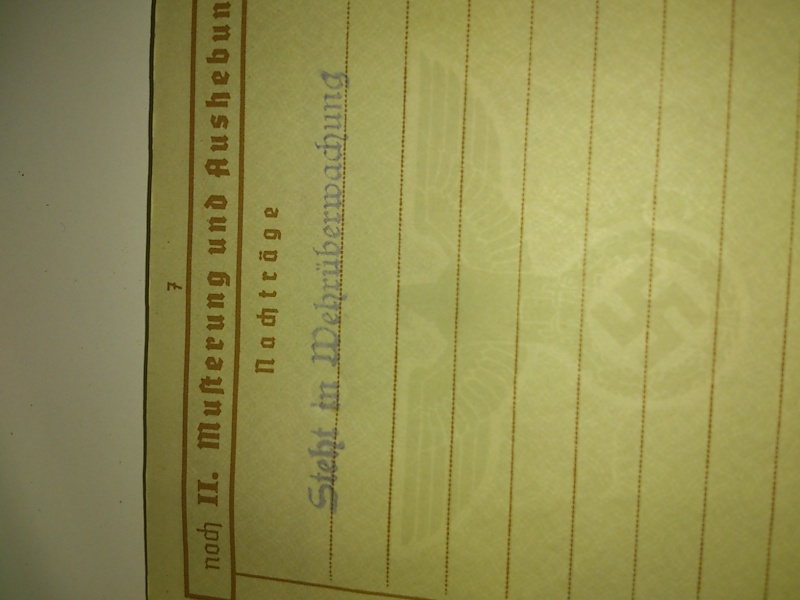 7
noch II. Musterung und Aushebun
Nachträge
Steht in Wehrüberwachung